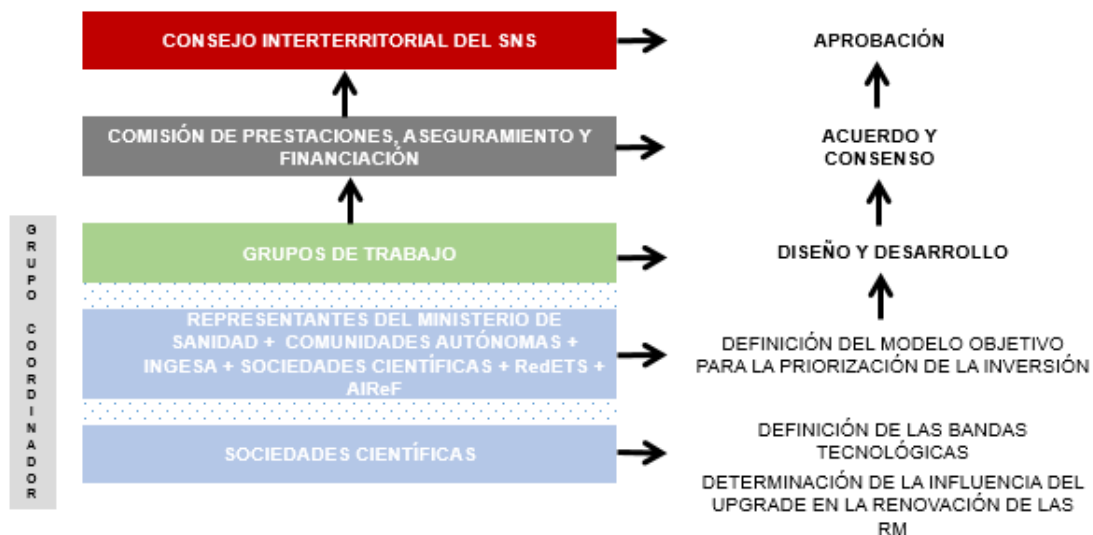 CONSEJO INTERTERRITORIAL DEL SNS
APROBACIÓN
COMISIÓN DE PRESTACIONES, ASEGURAMIENTO Y
FINANCIACIÓN
ACUERDO Y
CONSENSO
GRUPO COORDINADOR
GRUPOS DE TRABAJO
DISEÑO Y DESARROLLO
REPRESENTANTES DEL MINISTERIO DE
SANIDAD + COMUNIDADES AUTÓNOMAS +
INGESA + SOCIEDADES CIENTÍFICAS + RedETS +
AIReF
DEFINICIÓN DEL MODELO OBJETIVO
PARA LA PRIORIZACIÓN DE LA INVERSIÓN
SOCIEDADES CIENTÍFICAS
DEFINICIÓN DE LAS BANDAS
TECNOLÓGICAS
DETERMINACIÓN DE LA INFLUENCIA DEL
UPGRADE EN LA RENOVACIÓN DE LAS
RM